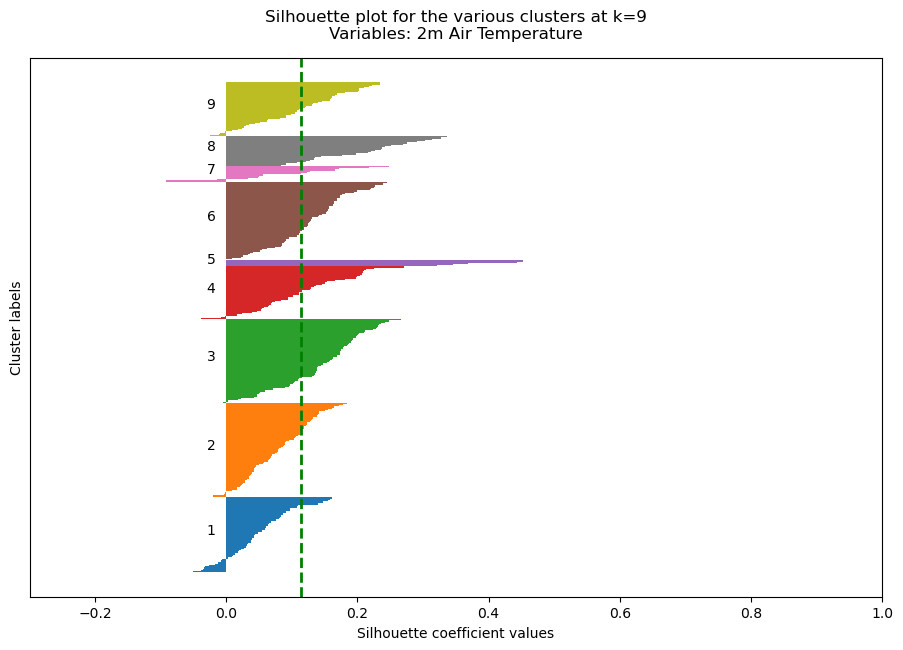 Silhouette plot for the various clusters at k=9
Variables: 2m Air Temperature
Cluster labels
9
8
7
6
5
4
3
2
1
−0.2 0.0 0.2 0.4 0.6 0.8 1.0
Silhouette coefficient values